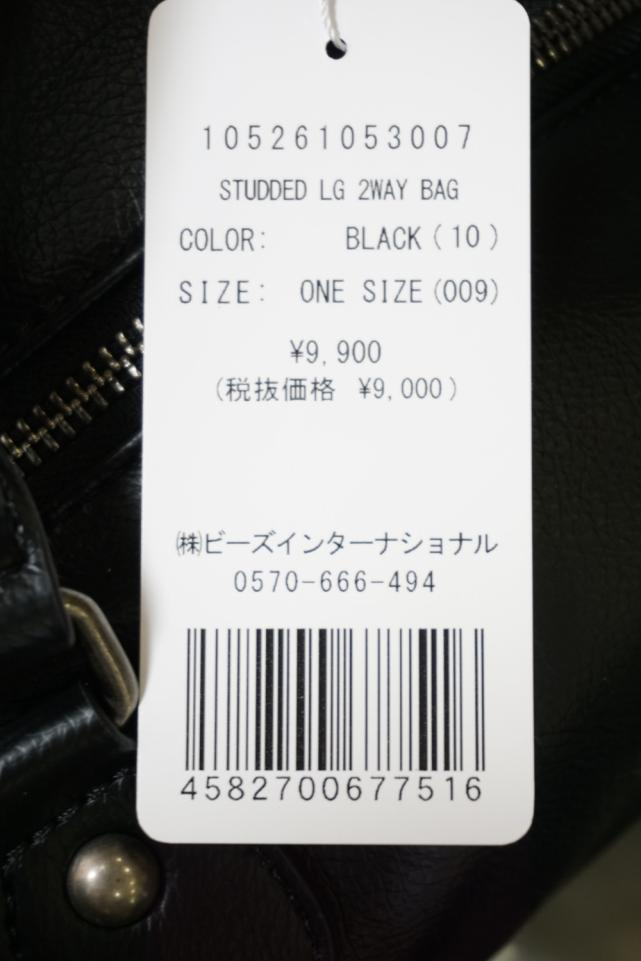 105261053007
STUDDED LG 2WAY BAG
COLOR: BLACK(10)
SIZE: ONE SIZE(009)
¥9,900
(税抜価格 ¥9,000)
㈱ビーズインターナショナル
0570-666-494
4582700677516